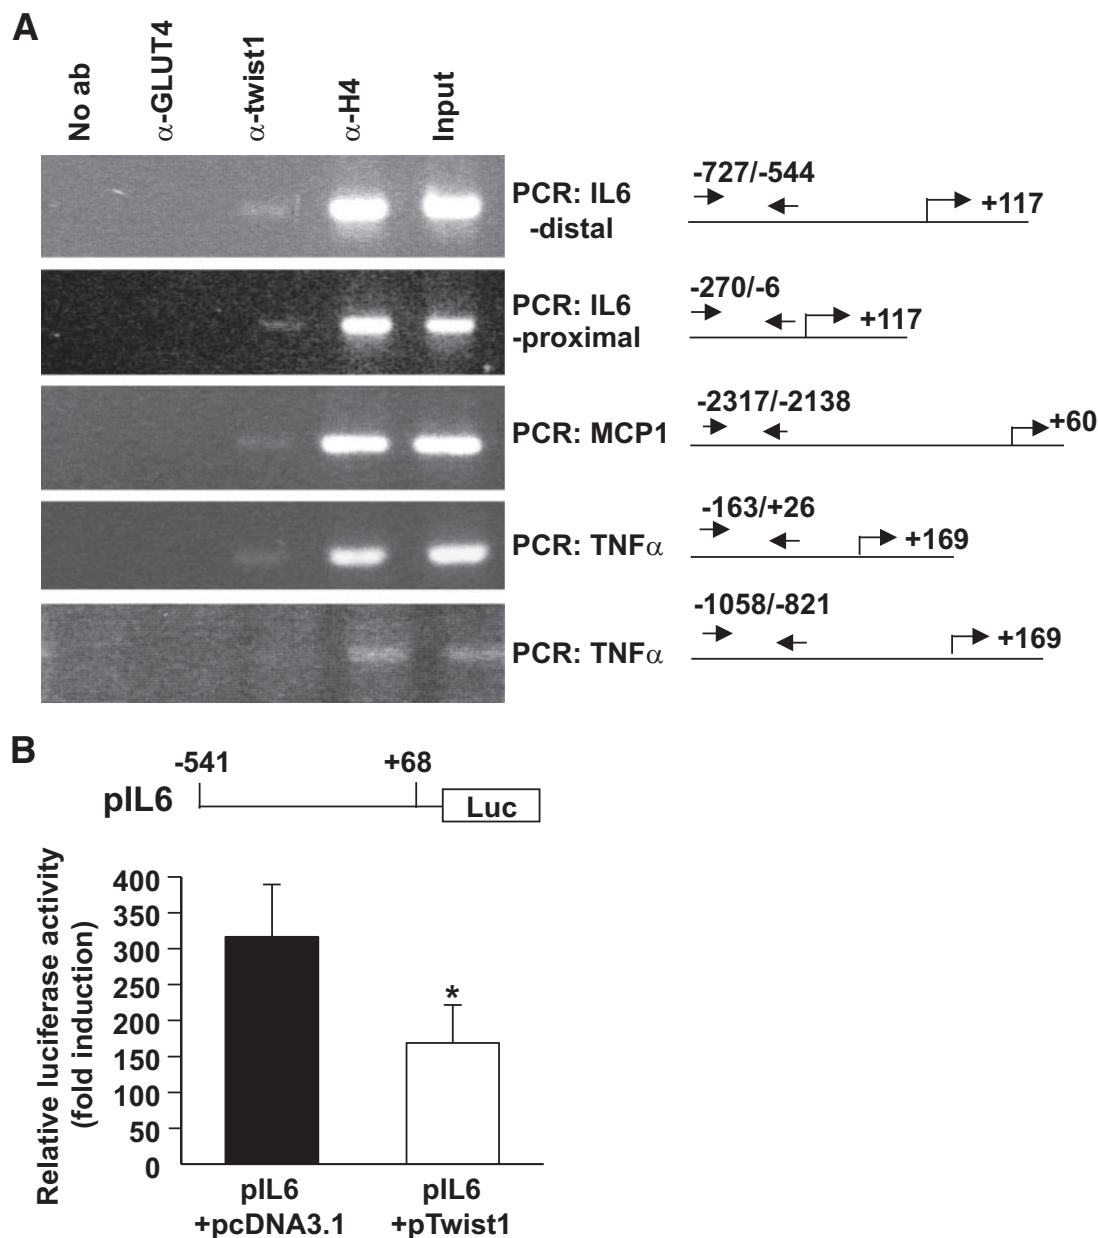 A
No ab
α-GLUT4
α-twist1
α-H4
Input
PCR: IL6
-distal
-727/-544
+117
PCR: IL6
-proximal
-270/-6
+117
PCR: MCP1
-2317/-2138
+60
PCR: TNFα
-163/+26
+169
PCR: TNFα
-1058/-821
+169
B
-541
+68
pIL6
Luc
Relative luciferase activity
(fold induction)
400
350
300
250
200
150
100
50
0
*
pIL6
+pcDNA3.1
pIL6
+pTwist1